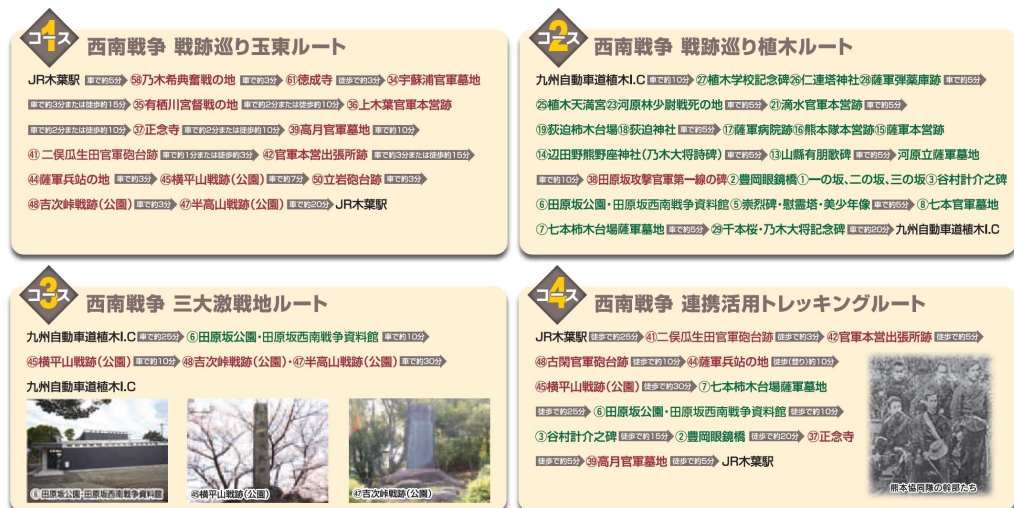 コース1
西南戦争 戦跡巡り玉東ルート
JR木葉駅 車で約5分 58乃木希典奮戦の地 車で約3分 61徳成寺 徒歩で約3分 34宇蘇浦官軍墓地
車で約3分または徒歩約15分 35有栖川宮督戦の地 車で約2分または徒歩約10分 36上木葉官軍本営跡
車で約2分または徒歩約10分 37正念寺 車で約2分または徒歩約10分 39高月官軍墓地 車で約10分
41二俣瓜生田官軍砲台跡 車で約1分または徒歩約3分 42官軍本営出張所跡 車で約3分または徒歩約15分
44薩軍兵站の地 車で約3分 45横平山戦跡(公園) 車で約7分 50立岩砲台跡 車で約3分
48吉次峠戦跡(公園) 車で約3分 47半高山戦跡(公園) 車で約20分 JR木葉駅
コース2
西南戦争 戦跡巡り植木ルート
九州自動車道植木I.C 車で約10分 27植木学校記念碑26仁連塔神社28薩軍弾薬庫跡 車で約5分
25植木天満宮23河原林少尉戦死の地 車で約5分 21滴水官軍本営跡 車で約5分
19荻迫柿木台場18荻迫神社 車で約5分 17薩軍病院跡16熊本隊本営跡15薩軍本営跡
14辺田野熊野座神社(乃木大将詩碑) 車で約5分 13山縣有朋歌碑 車で約5分 河原立薩軍墓地
車で約10分 38田原坂攻撃官軍第一線の碑②豊岡眼鏡橋①一の坂、二の坂、三の坂③谷村計介之碑
⑥田原坂公園・田原坂西南戦争資料館⑤崇烈碑・慰霊塔・美少年像 車で約5分 ⑧七本官軍墓地
⑦七本柿木台場薩軍墓地 車で約5分 29千本桜・乃木大将記念碑 車で約20分 九州自動車道植木I.C
コース3
西南戦争 三大激戦地ルート
九州自動車道植木I.C 車で約25分 ⑥田原坂公園・田原坂西南戦争資料館 車で約10分
45横平山戦跡(公園) 車で約10分 48吉次峠戦跡(公園)・47半高山戦跡(公園) 車で約30分
九州自動車道植木I.C
⑥田原坂公園・田原坂西南戦争資料館
45横平山戦跡(公園)
47吉次峠戦跡(公園)
コース4
西南戦争 連携活用トレッキングルート
JR木葉駅 徒歩で約25分 41二俣瓜生田官軍砲台跡 徒歩で約3分 42官軍本営出張所跡 徒歩で約5分
48古閑官軍砲台跡 徒歩で約10分 44薩軍兵站の地 徒歩(登り)約10分
45横平山戦跡(公園) 徒歩で約30分 ⑦七本柿木台場薩軍墓地
徒歩で約25分 ⑥田原坂公園・田原坂西南戦争資料館 徒歩で約10分
③谷村計介之碑 徒歩で約15分 ②豊岡眼鏡橋 徒歩で約20分 37正念寺
徒歩で約5分 39高月官軍墓地 徒歩で約5分 JR木葉駅
熊本協同隊の幹部たち